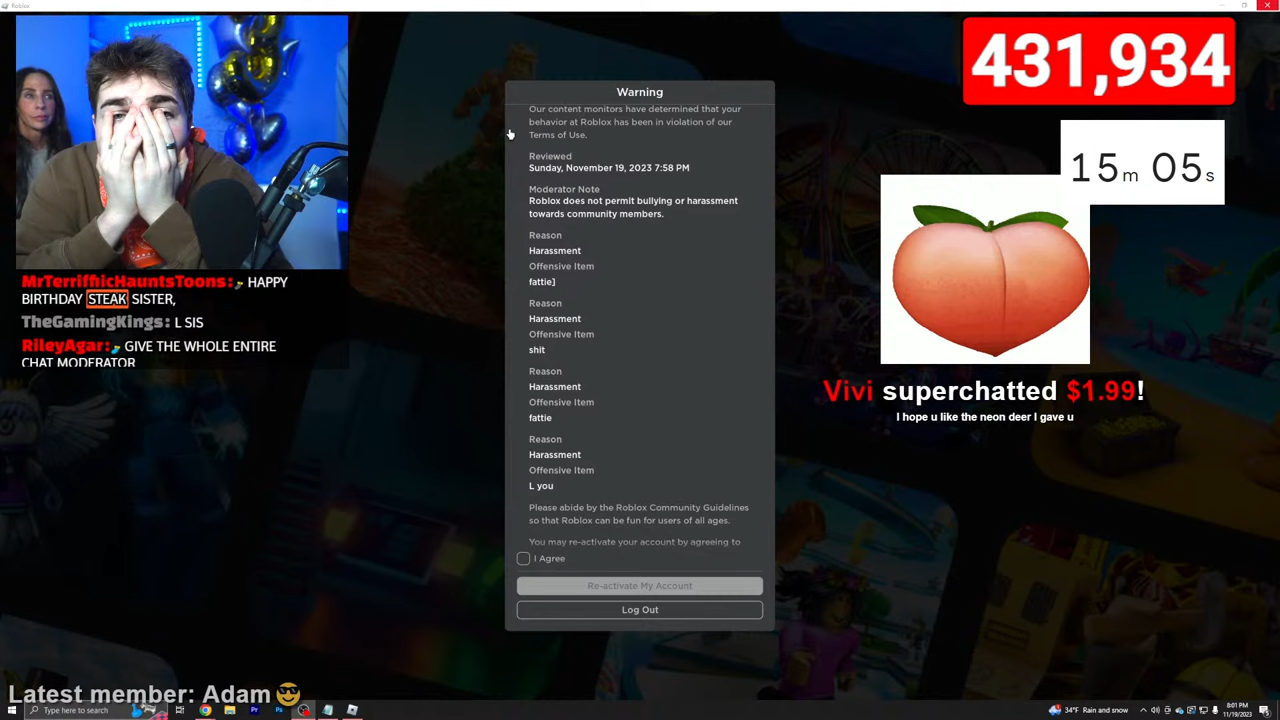 Roblox
431,934
15m 05s
Warning
Our content monitors have determined that your
behavior at Roblox has been in violation of our
Terms of Use.
Reviewed
Sunday, November 19, 2023 7:58 PM
Moderator Note
Roblox does not permit bullying or harassment
towards community members.
Reason
Harassment
Offensive Item
fattie]
Reason
Harassment
Offensive Item
shit
Reason
Harassment
Offensive Item
fattie
Reason
Harassment
Offensive Item
L you
Please abide by the Roblox Community Guidelines
so that Roblox can be fun for users of all ages.
You may re-activate your account by agreeing to
I Agree
Re-activate My Account
Log Out
MrTerrifficHauntsToons: HAPPY
BIRTHDAY STEAK SISTER,
TheGamingKings: L SIS
RileyAgar: GIVE THE WHOLE ENTIRE
CHAT MODERATOR
Vivi superchatted $1.99!
I hope u like the neon deer I gave u
Latest member: Adam 😎
Type here to search
34°F Rain and snow
8:01 PM
11/19/2023